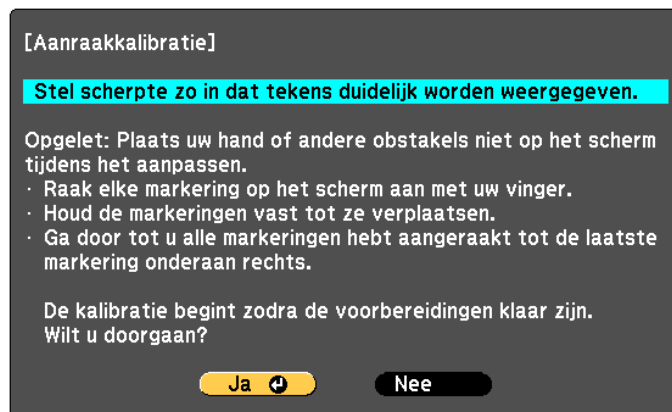 [Aanraakkalibratie]
Stel scherpte zo in dat tekens duidelijk worden weergegeven.
Opgelet: Plaats uw hand of andere obstakels niet op het scherm
tijdens het aanpassen.
· Raak elke markering op het scherm aan met uw vinger.
· Houd de markeringen vast tot ze verplaatsen.
· Ga door tot u alle markeringen hebt aangeraakt tot de laatste
markering onderaan rechts.
De kalibratie begint zodra de voorbereidingen klaar zijn.
Wilt u doorgaan?
Ja Nee